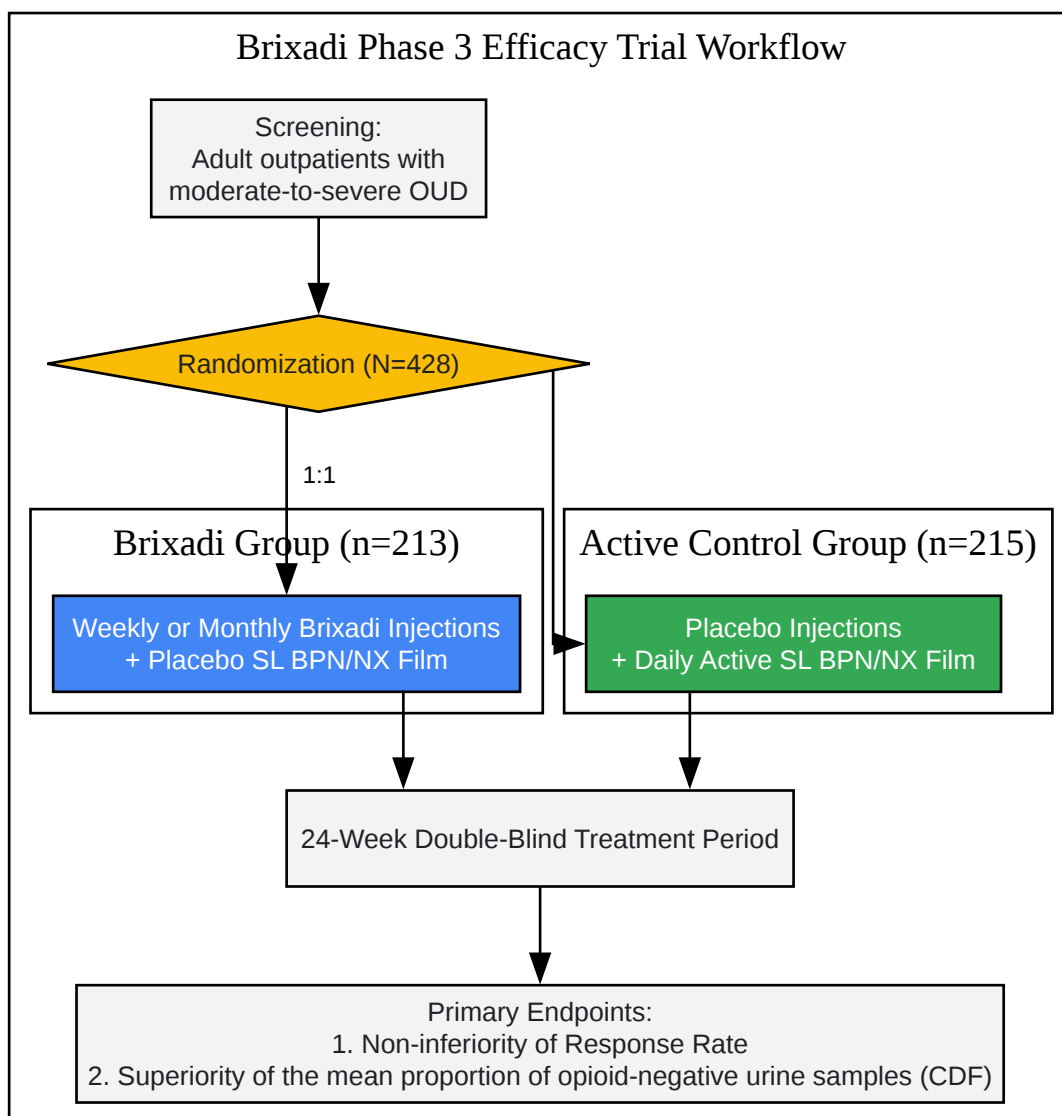 Brixadi Phase 3 Efficacy Trial Workflow
Screening:
Adult outpatients with
moderate-to-severe OUD
Randomization (N=428)
1:1
Brixadi Group (n=213)
Weekly or Monthly Brixadi Injections
+ Placebo SL BPN/NX Film
Active Control Group (n=215)
Placebo Injections
+ Daily Active SL BPN/NX Film
24-Week Double-Blind Treatment Period
Primary Endpoints:
1. Non-inferiority of Response Rate
2. Superiority of the mean proportion of opioid-negative urine samples (CDF)